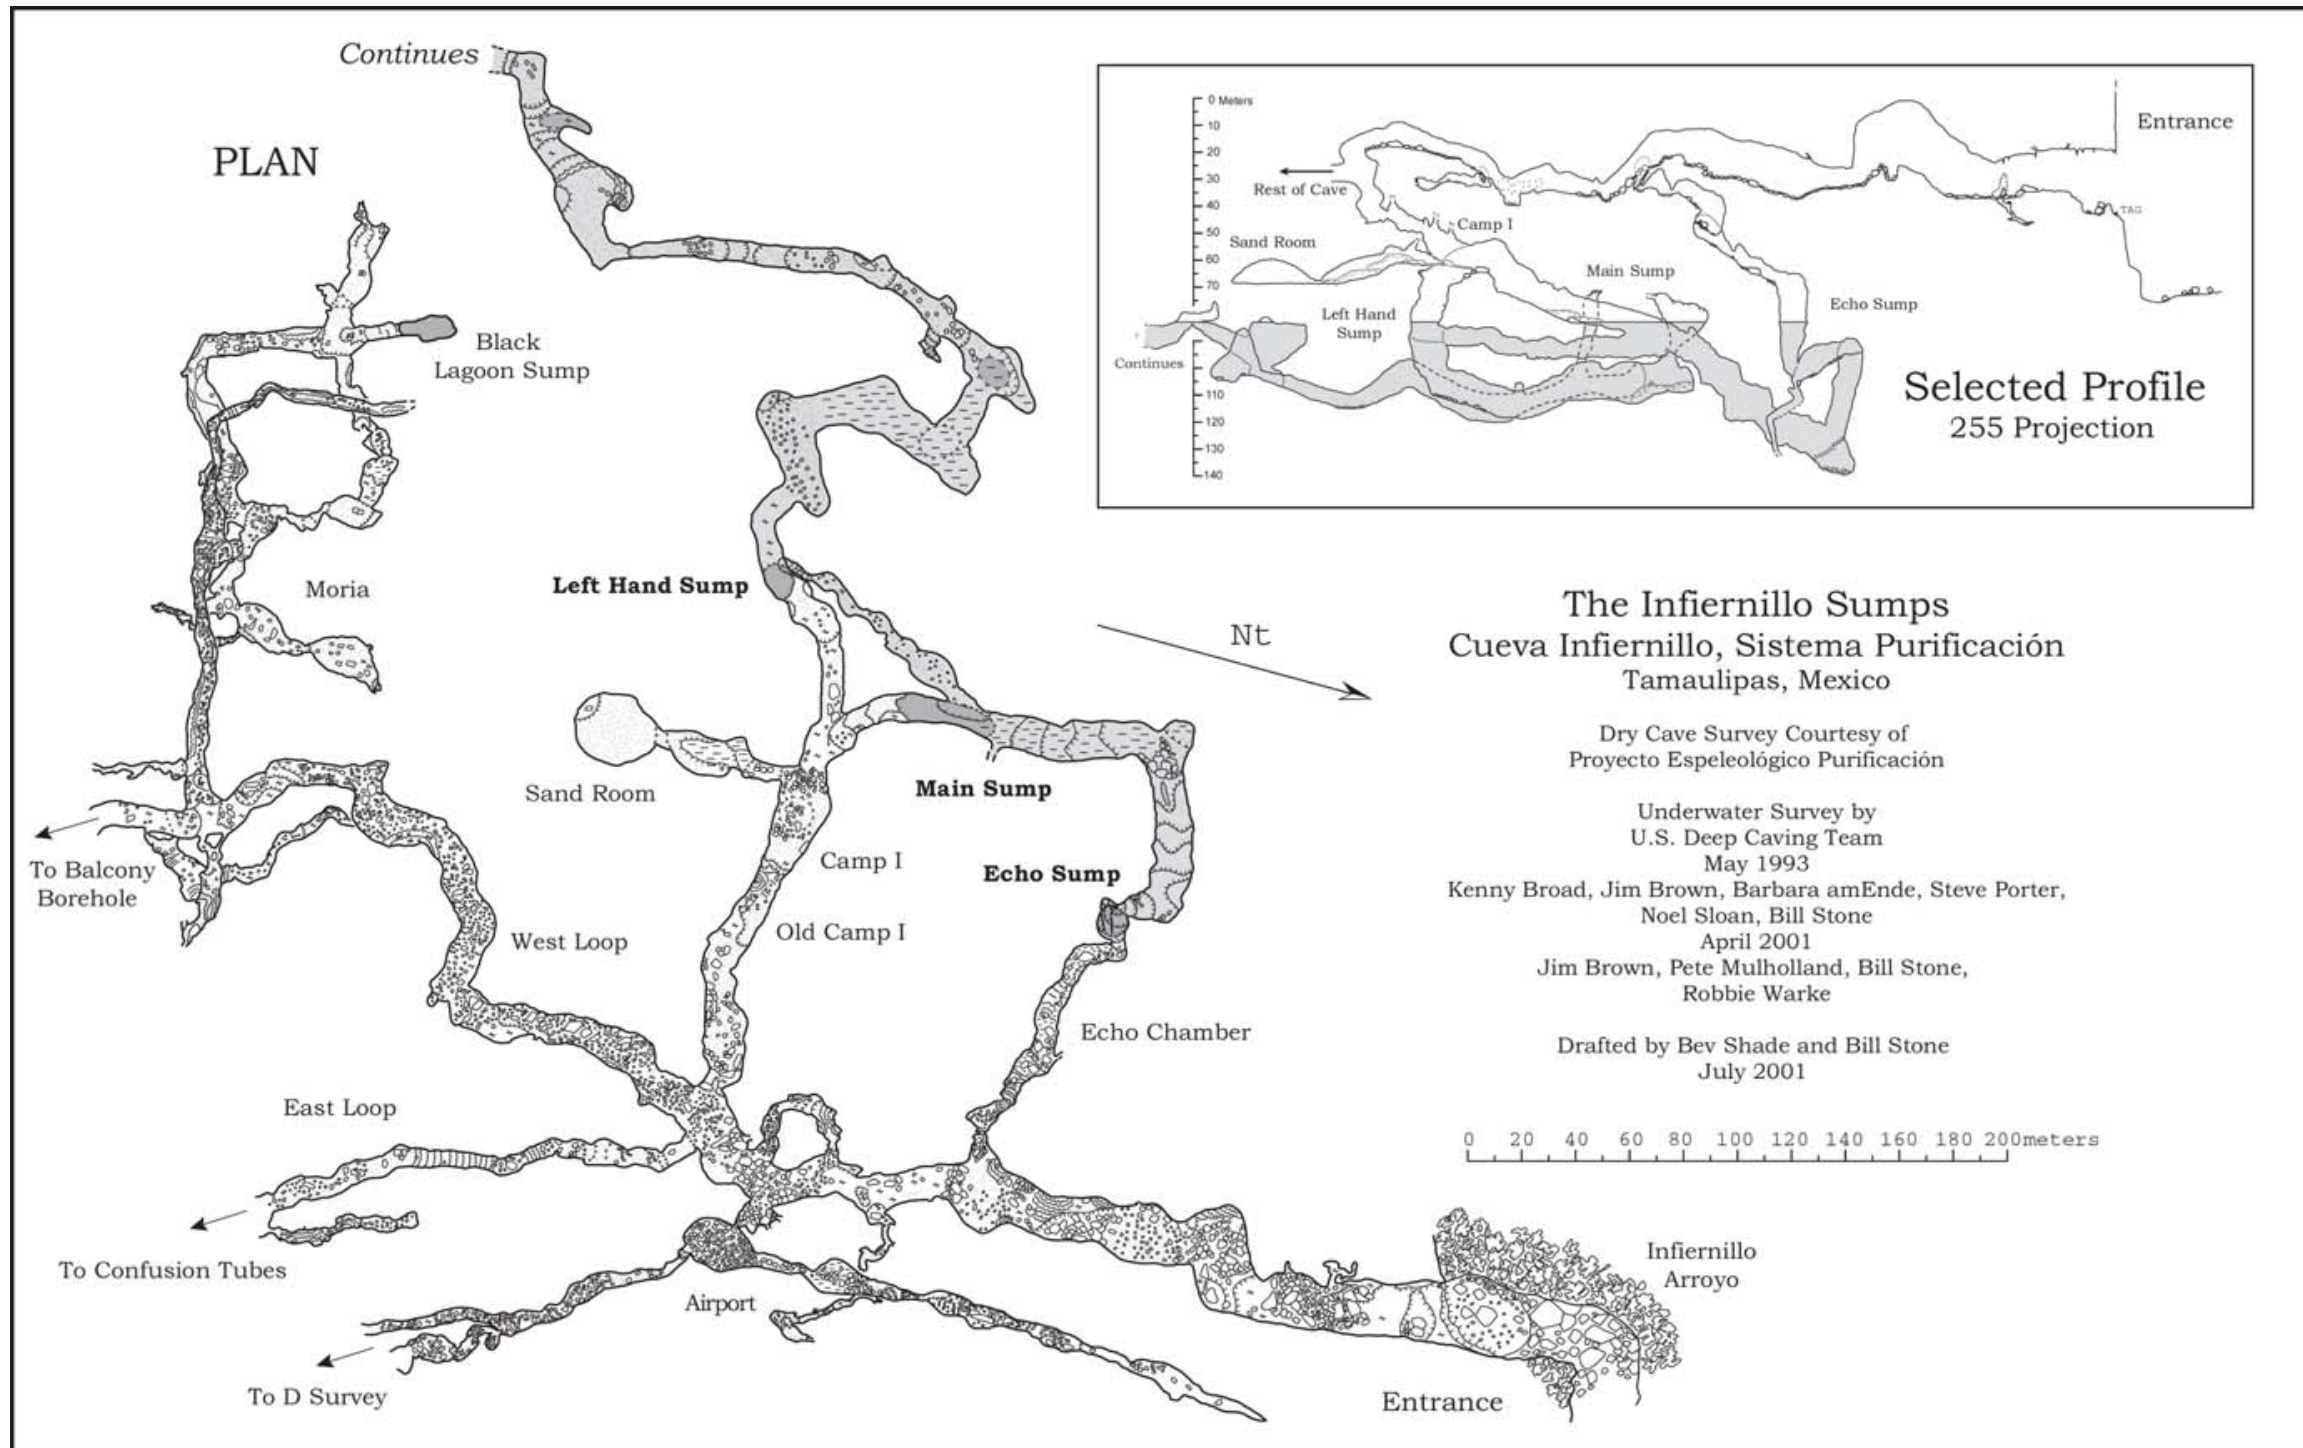 Continues
PLAN
Black
Lagoon Sump
Moria
Left Hand Sump
Sand Room
Main Sump
To Balcony
Borehole
Camp I
Echo Sump
Old Camp I
West Loop
Echo Chamber
East Loop
To Confusion Tubes
Airport
To D Survey
Entrance
Infiernillo
Arroyo
0 Meters
10
20
30
40
50
60
70
110
120
130
140
Entrance
Rest of Cave
TAG
Camp I
Sand Room
Main Sump
Left Hand
Sump
Echo Sump
?
Continues
Selected Profile
255 Projection
Nt
The Infiernillo Sumps
Cueva Infiernillo, Sistema Purificación
Tamaulipas, Mexico
Dry Cave Survey Courtesy of
Proyecto Espeleológico Purificación
Underwater Survey by
U.S. Deep Caving Team
May 1993
Kenny Broad, Jim Brown, Barbara amEnde, Steve Porter,
Noel Sloan, Bill Stone
April 2001
Jim Brown, Pete Mulholland, Bill Stone,
Robbie Warke
Drafted by Bev Shade and Bill Stone
July 2001
0 20 40 60 80 100 120 140 160 180 200meters